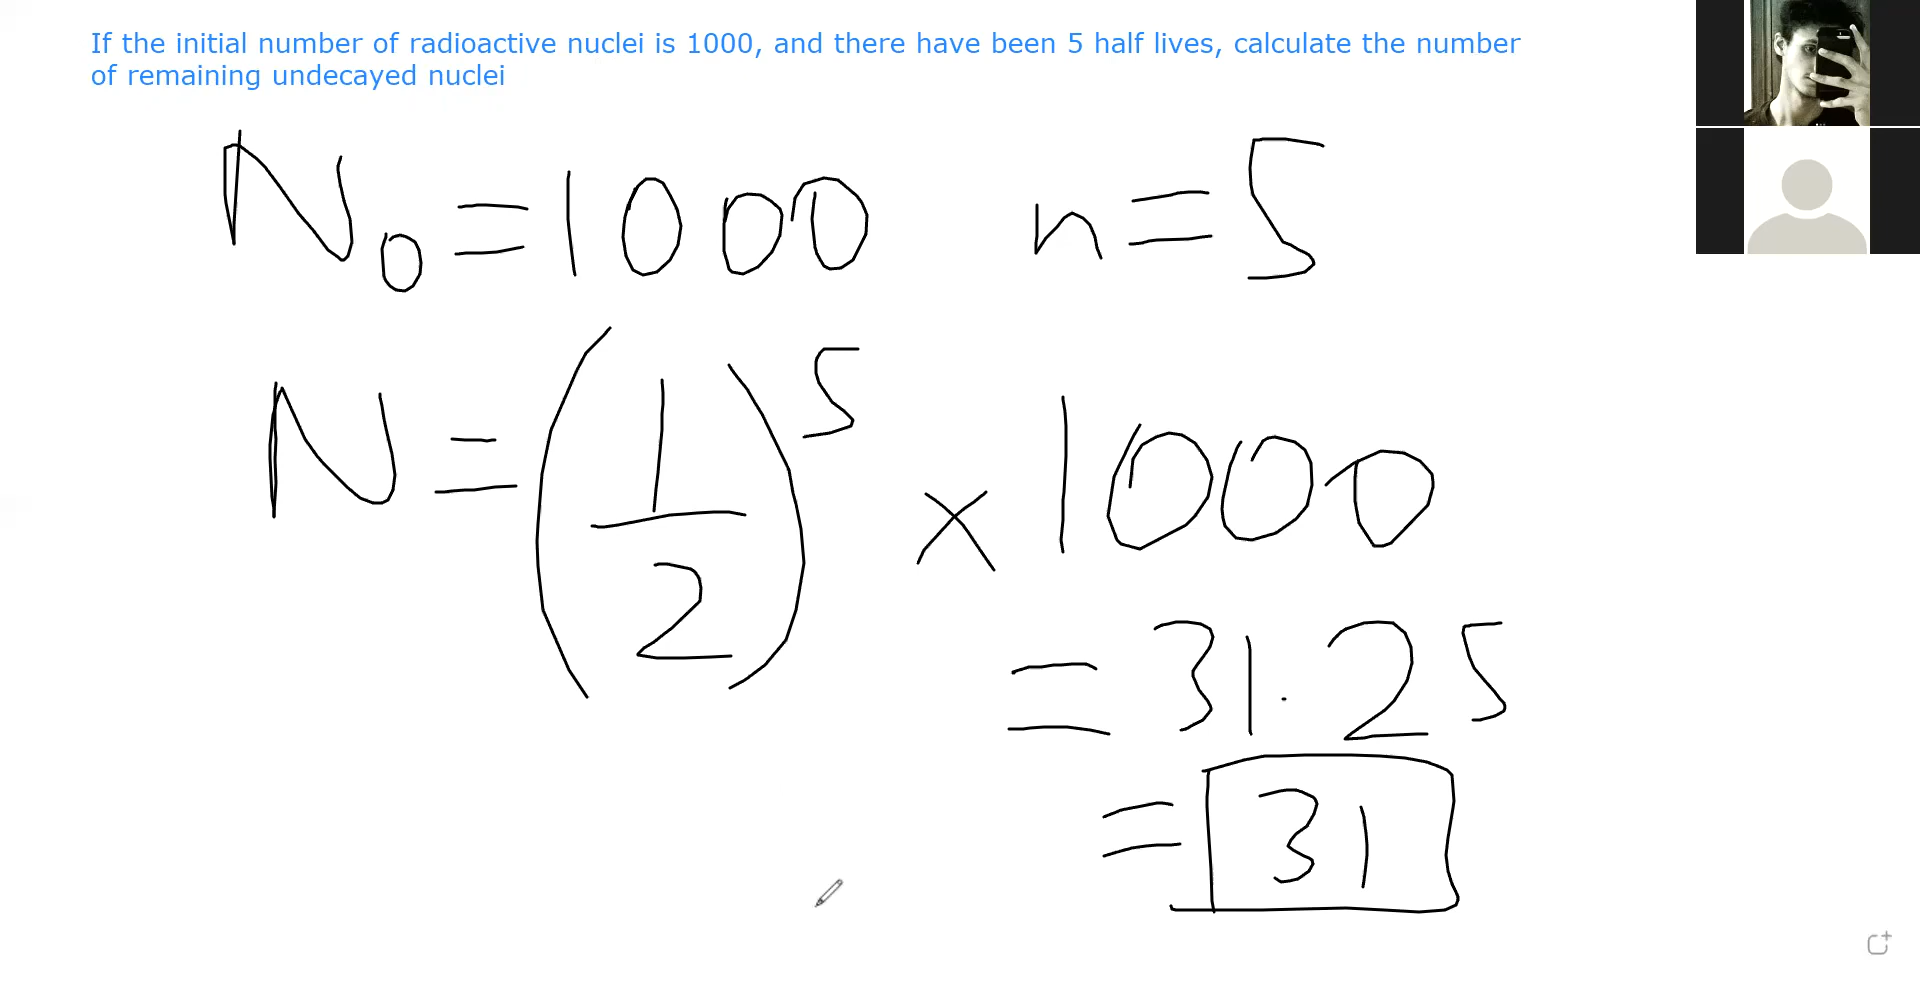 If the initial number of radioactive nuclei is 1000, and there have been 5 half lives, calculate the number
of remaining undecayed nuclei
N₀ = 1000 n = 5
N = (1/2)⁵ × 1000
= 31.25
= 31